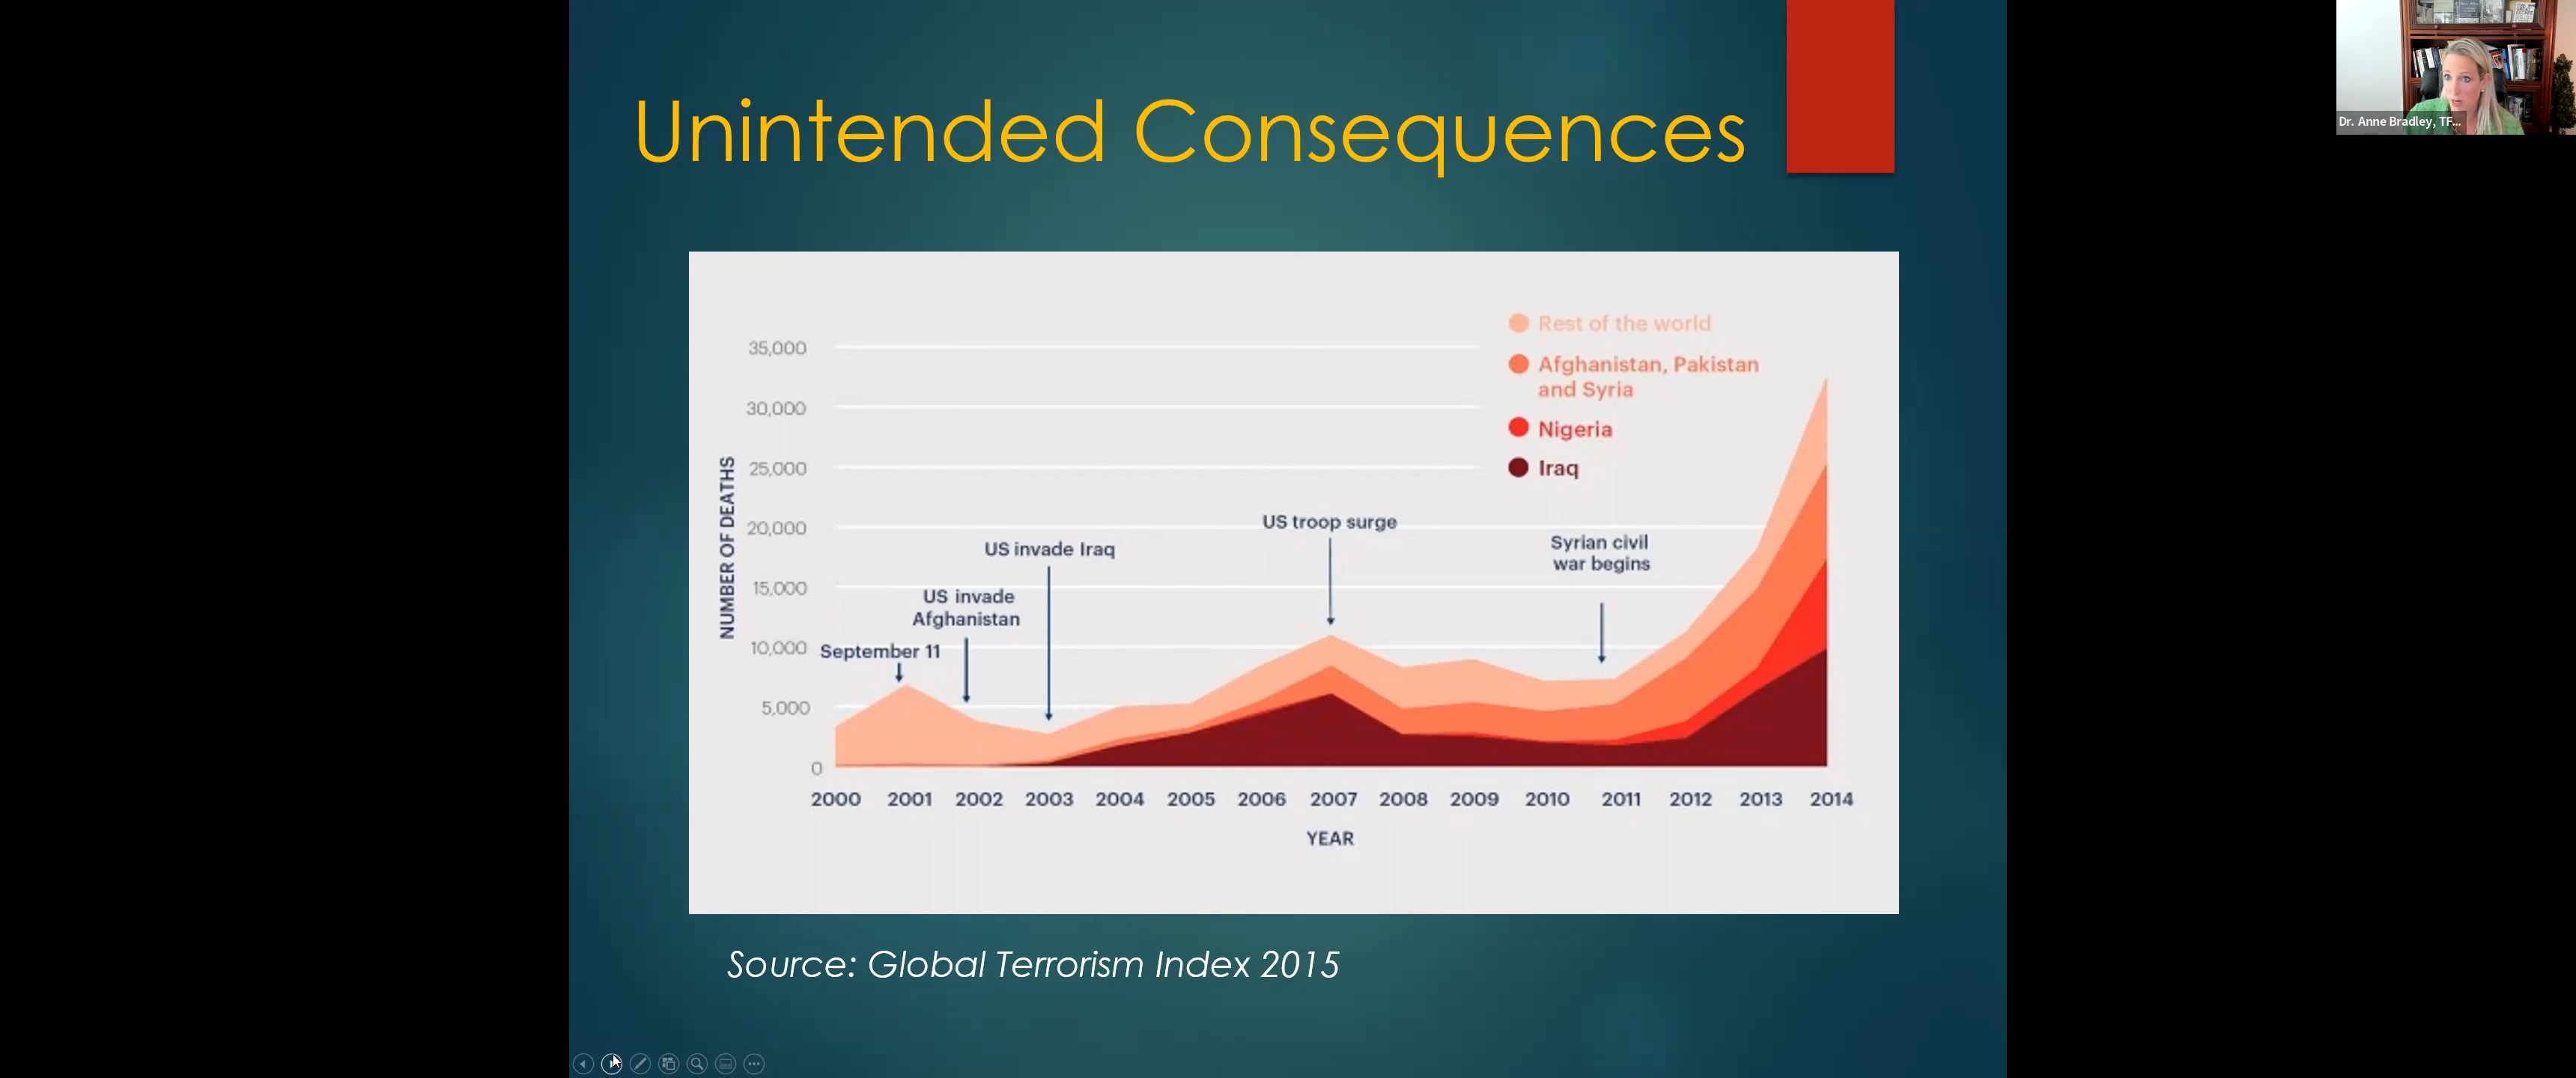 Unintended Consequences
Dr. Anne Bradley, TF...
Rest of the world
Afghanistan, Pakistan
and Syria
Nigeria
Iraq
NUMBER OF DEATHS
35,000
30,000
25,000
20,000
15,000
10,000
5,000
0
September 11
US invade
Afghanistan
US invade Iraq
US troop surge
Syrian civil
war begins
2000 2001 2002 2003 2004 2005 2006 2007 2008 2009 2010 2011 2012 2013 2014
YEAR
Source: Global Terrorism Index 2015